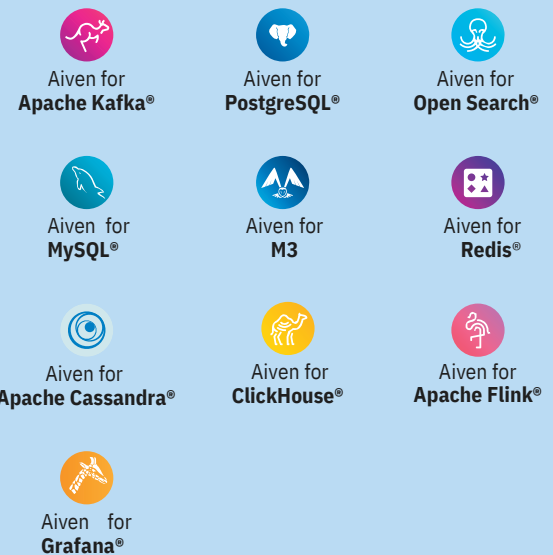 Aiven for
Apache Kafka®
Aiven for
PostgreSQL®
Aiven for
Open Search®
Aiven for
MySQL®
Aiven for
M3
Aiven for
Redis®
Aiven for
Apache Cassandra®
Aiven for
ClickHouse®
Aiven for
Apache Flink®
Aiven for
Grafana®